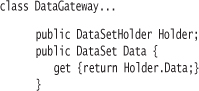 class DataGateway...
public DataSetHolder Holder;
public DataSet Data {
get {return Holder.Data;}
}